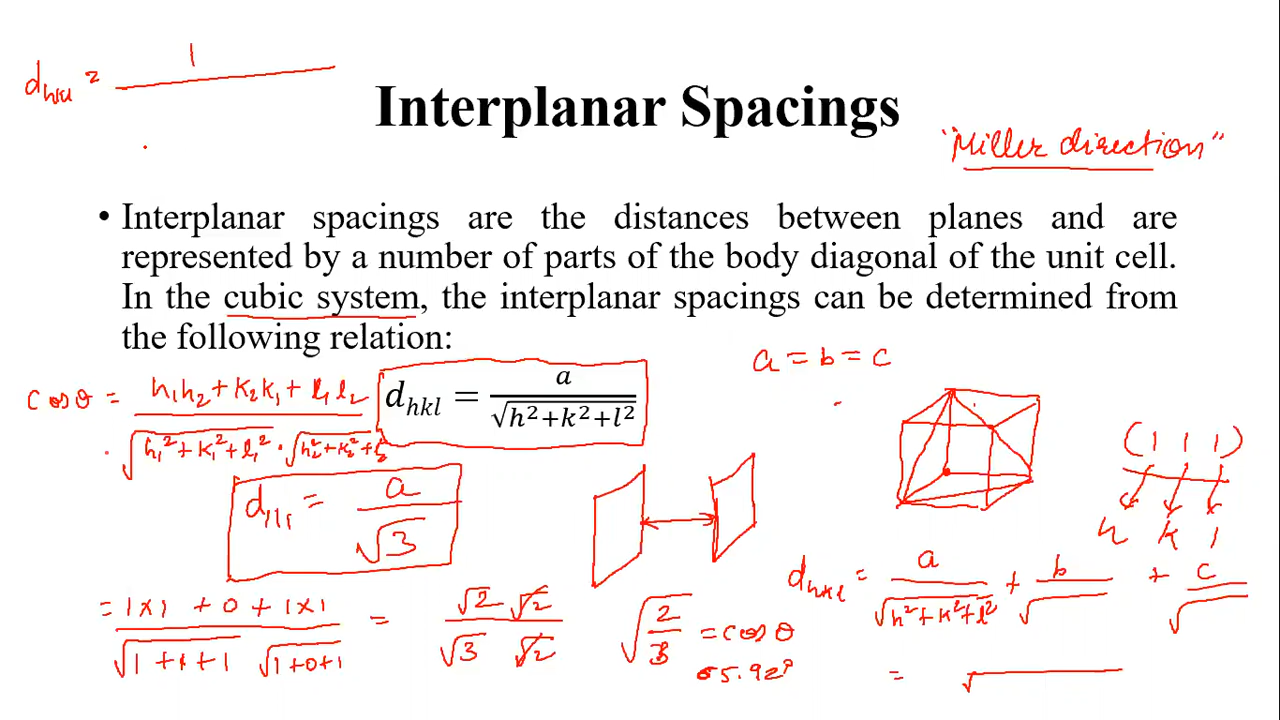 d_hkl = 1
Interplanar Spacings
"Miller direction"
• Interplanar spacings are the distances between planes and are
represented by a number of parts of the body diagonal of the unit cell.
In the cubic system, the interplanar spacings can be determined from
the following relation:
a = b = c
cos θ = h₁h₂ + k₂k₁ + l₁l₂ / √h₁² + k₁² + l₁² · √h₂² + k₂² + l₂²
d_hkl = a / √h²+k²+l²
(1 1 1)
h k l
d₁₁₁ = a / √3
d_hkl = a / √h²+k²+l² + b / √ + c / √
= 1×1 + 0 + 1×1 / √1+1+1 √1+0+1 = √2 √2 / √3 √2 √2/3 = cos θ
= √